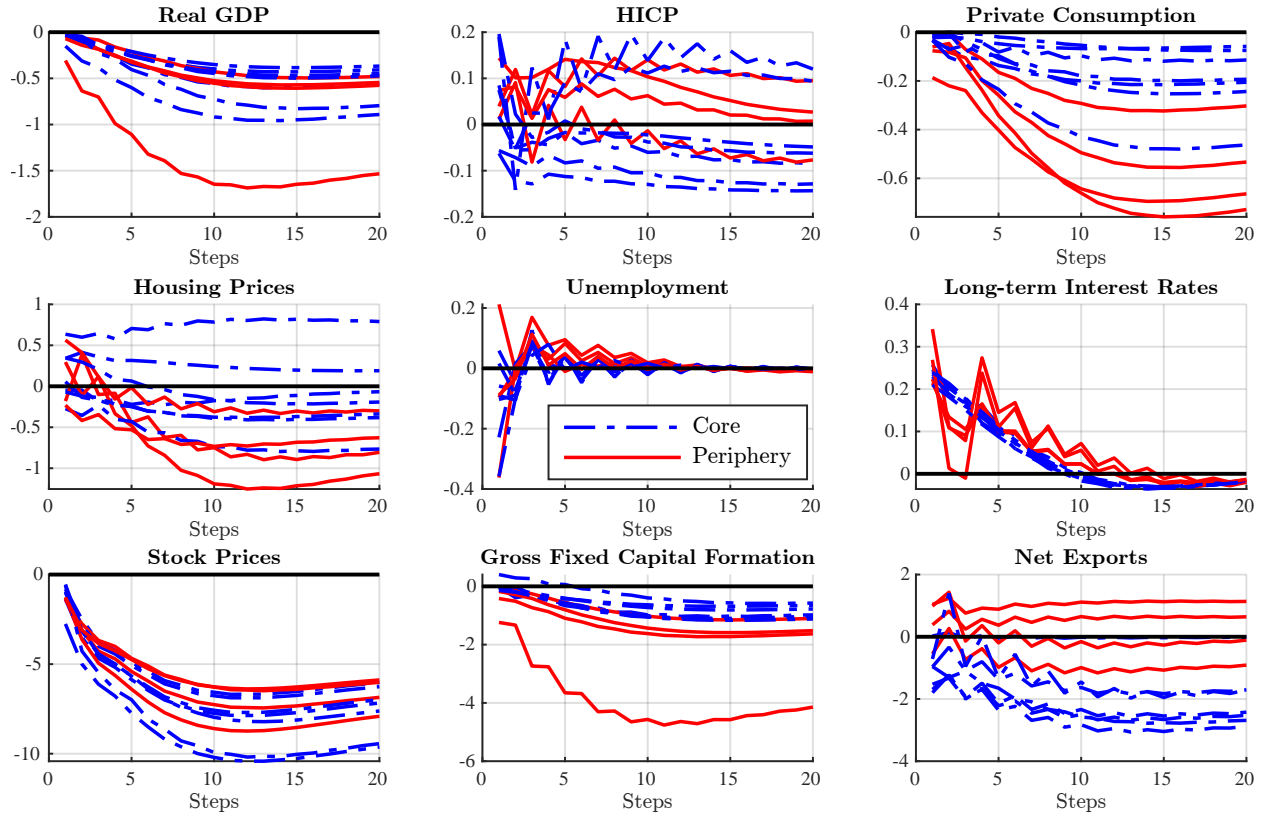 Real GDP
0
-0.5
-1
-1.5
-2
0 5 10 15 20
Steps
HICP
0.2
0.1
0
-0.1
-0.2
0 5 10 15 20
Steps
Private Consumption
0
-0.2
-0.4
-0.6
0 5 10 15 20
Steps
Housing Prices
1
0.5
0
-0.5
-1
0 5 10 15 20
Steps
Unemployment
0.2
0
-0.2
-0.4
0 5 10 15 20
Core
Periphery
Steps
Long-term Interest Rates
0.4
0.3
0.2
0.1
0
0 5 10 15 20
Steps
Stock Prices
0
-5
-10
0 5 10 15 20
Steps
Gross Fixed Capital Formation
0
-2
-4
-6
0 5 10 15 20
Steps
Net Exports
2
0
-2
-4
0 5 10 15 20
Steps